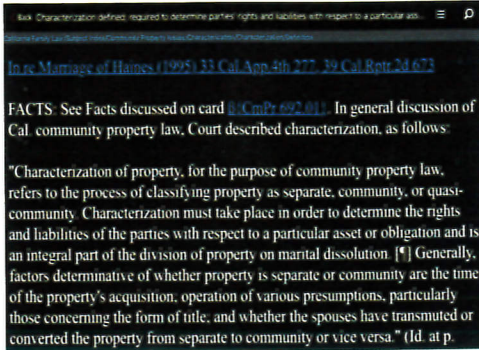 Back Characterization defined; required to determine parties' rights and liabilities with respect to a particular ass...
In re Marriage of Haines (1995) 33 Cal.App.4th 277, 39 Cal.Rptr.2d 673
FACTS: See Facts discussed on card In general discussion of
Cal. community property law, Court described characterization, as follows:
"Characterization of property, for the purpose of community property law,
refers to the process of classifying property as separate, community, or quasi-
community. Characterization must take place in order to determine the rights
and liabilities of the parties with respect to a particular asset or obligation and is
an integral part of the division of property on marital dissolution. [¶] Generally,
factors determinative of whether property is separate or community are the time
of the property's acquisition, operation of various presumptions, particularly
those concerning the form of title, and whether the spouses have transmuted or
converted the property from separate to community or vice versa." (Id. at p.